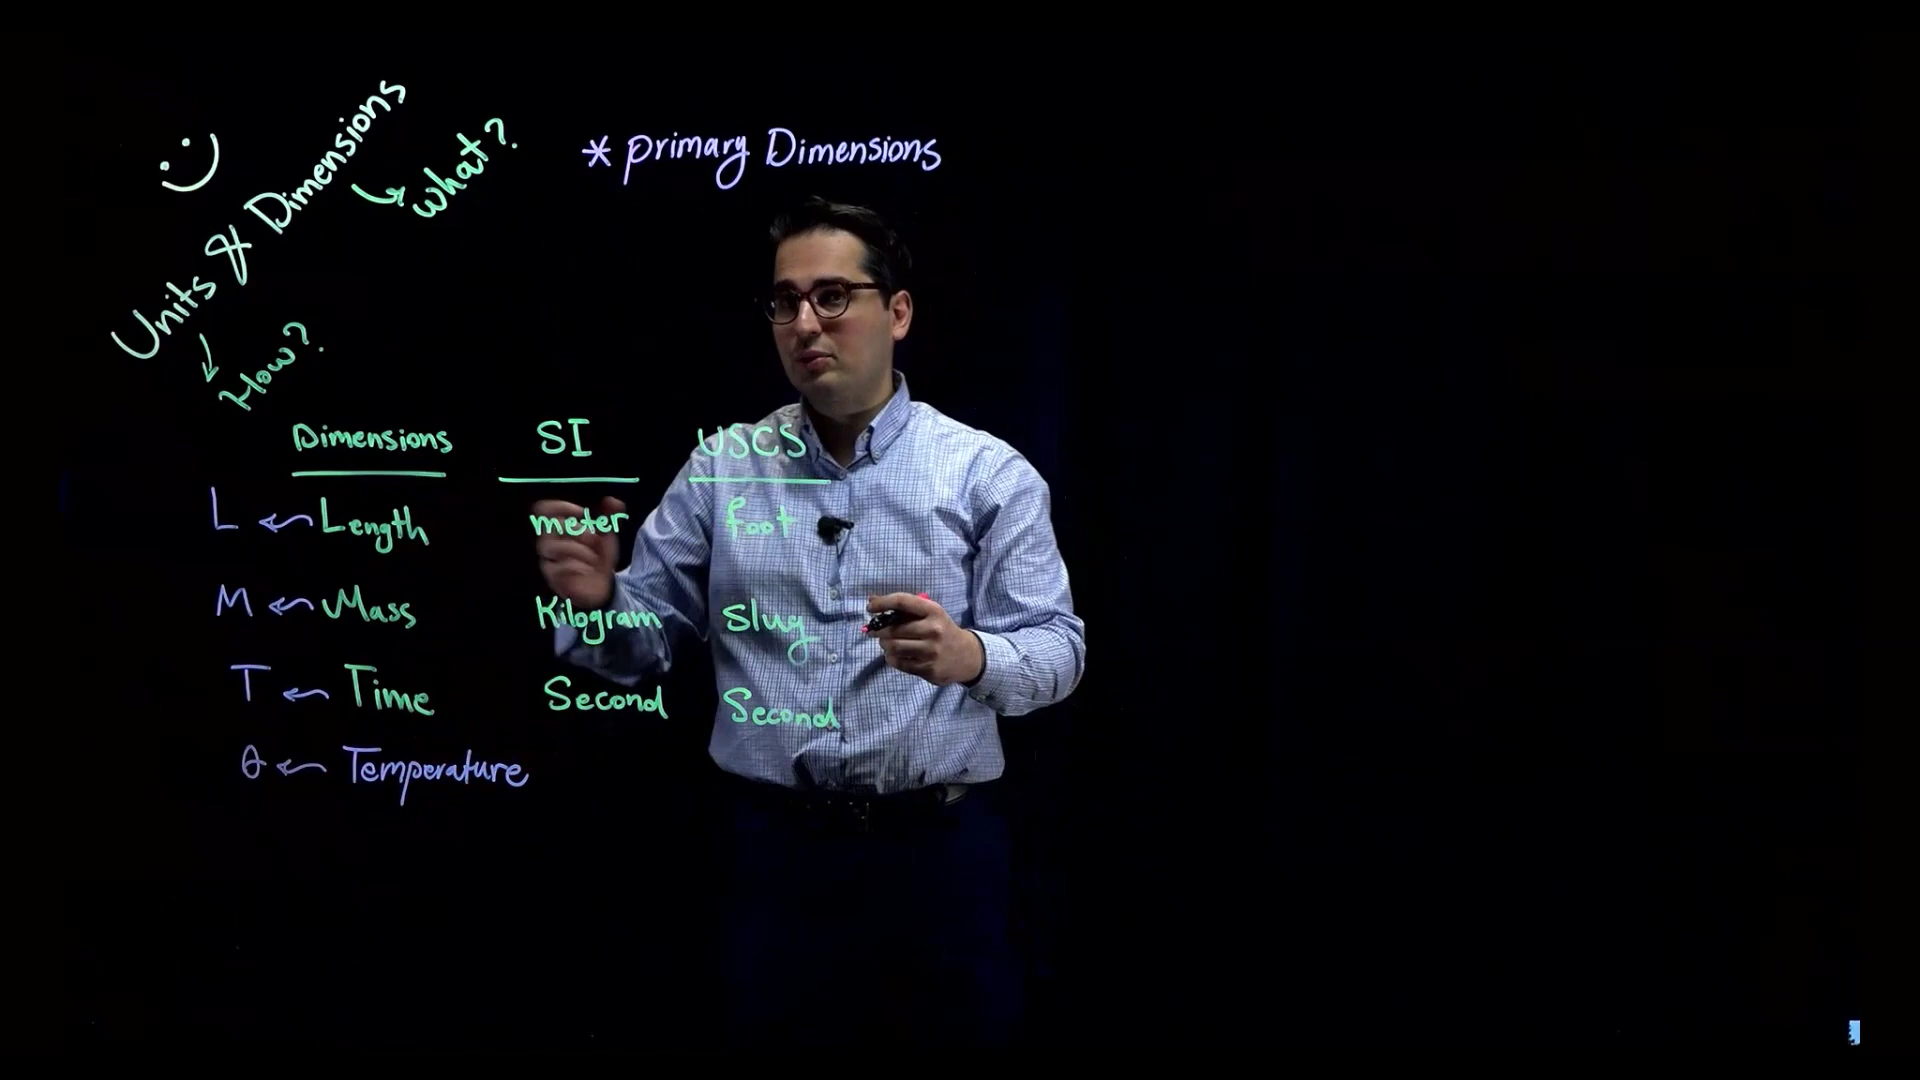 Units & Dimensions
What?
How?
* Primary Dimensions
Dimensions SI USCS
L Length meter foot
M Mass Kilogram Slug
T Time Second Second
θ Temperature